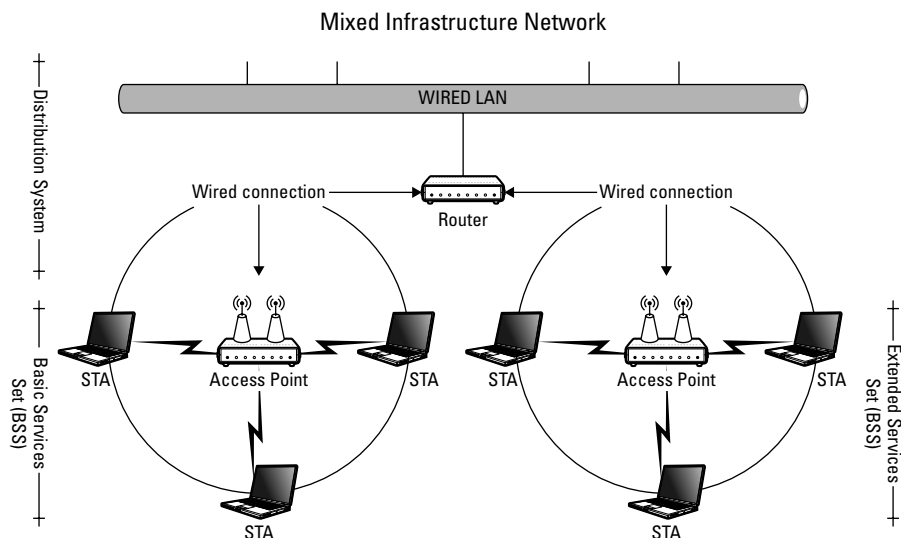 Mixed Infrastructure Network
WIRED LAN
Distribution System
Wired connection
Wired connection
Router
STA
Access Point
STA
STA
STA
Access Point
STA
STA
Basic Services
Set (BSS)
Extended Services
Set (BSS)